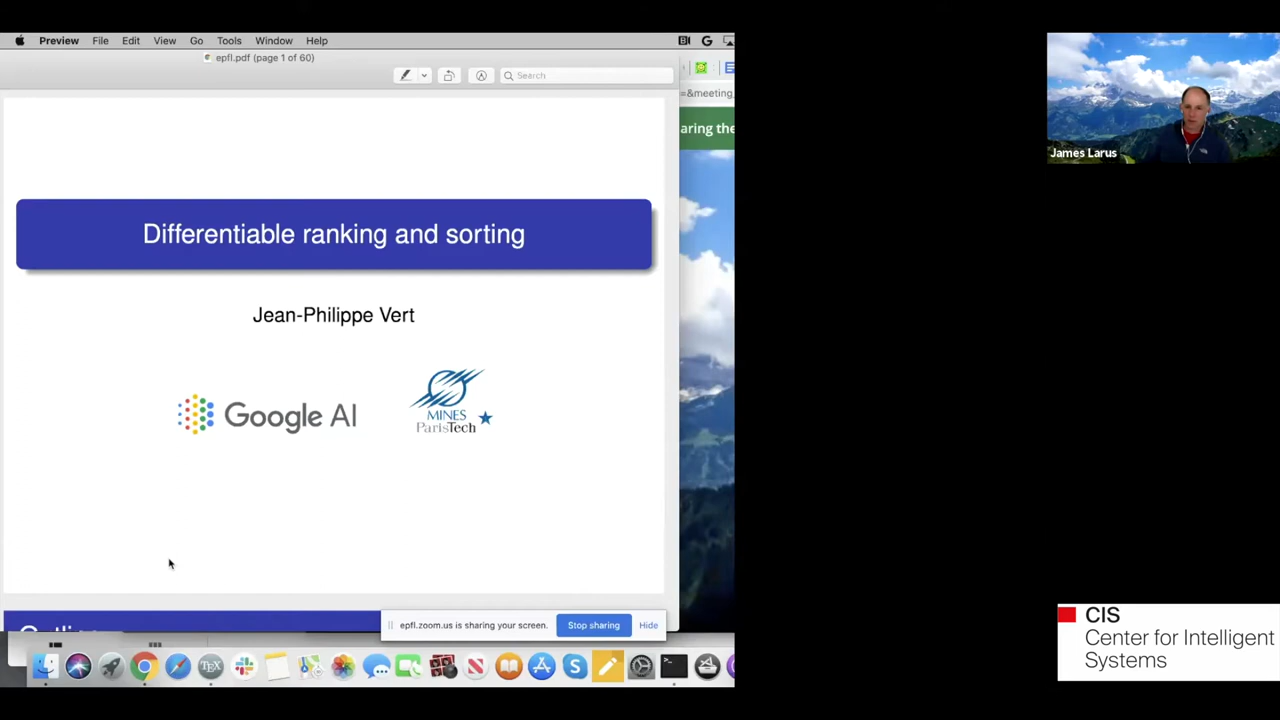 Preview File Edit View Go Tools Window Help
epfl.pdf (page 1 of 60)
Search
=&meeting_
aring the
Differentiable ranking and sorting
Jean-Philippe Vert
Google AI
MINES
ParisTech
epfl.zoom.us is sharing your screen. Stop sharing Hide
James Larus
CIS
Center for Intelligent
Systems